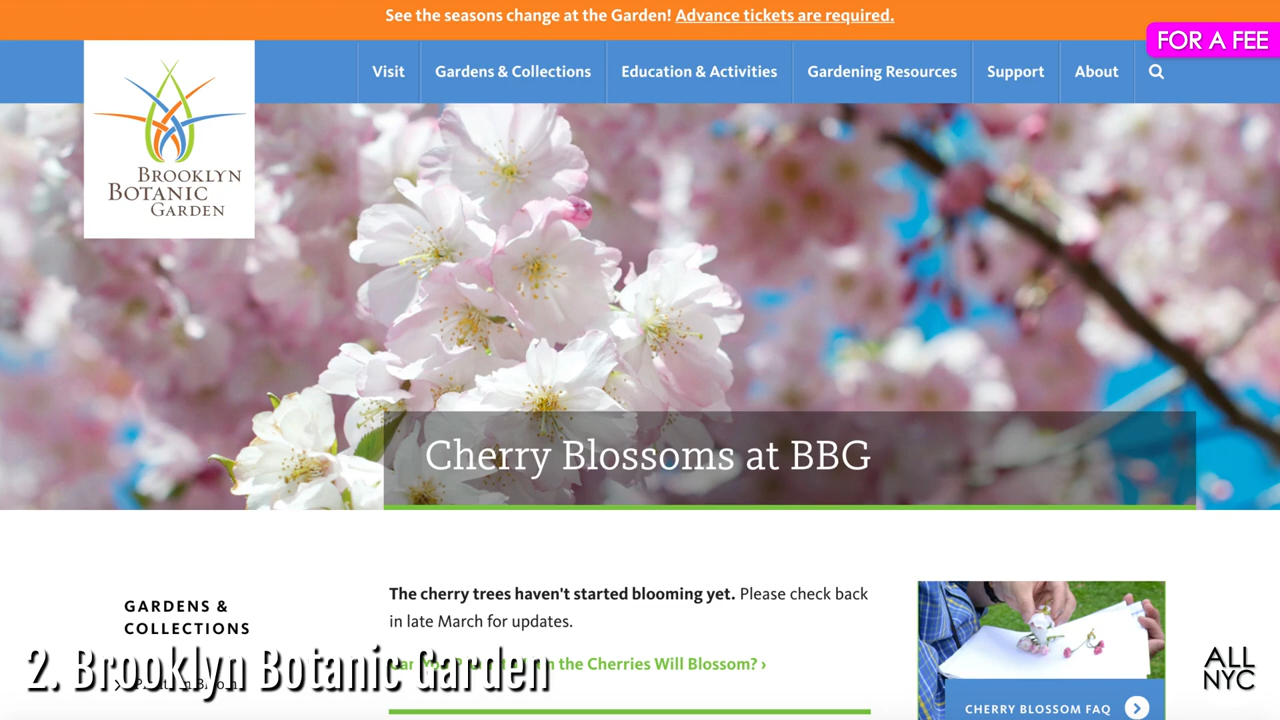 See the seasons change at the Garden! Advance tickets are required.
FOR A FEE
Visit
Gardens & Collections
Education & Activities
Gardening Resources
Support
About
BROOKLYN
BOTANIC
GARDEN
Cherry Blossoms at BBG
GARDENS &
COLLECTIONS
The cherry trees haven't started blooming yet. Please check back
in late March for updates.
the Cherries Will Blossom? ›
2. Brooklyn Botanic Garden
CHERRY BLOSSOM FAQ
ALL
NYC